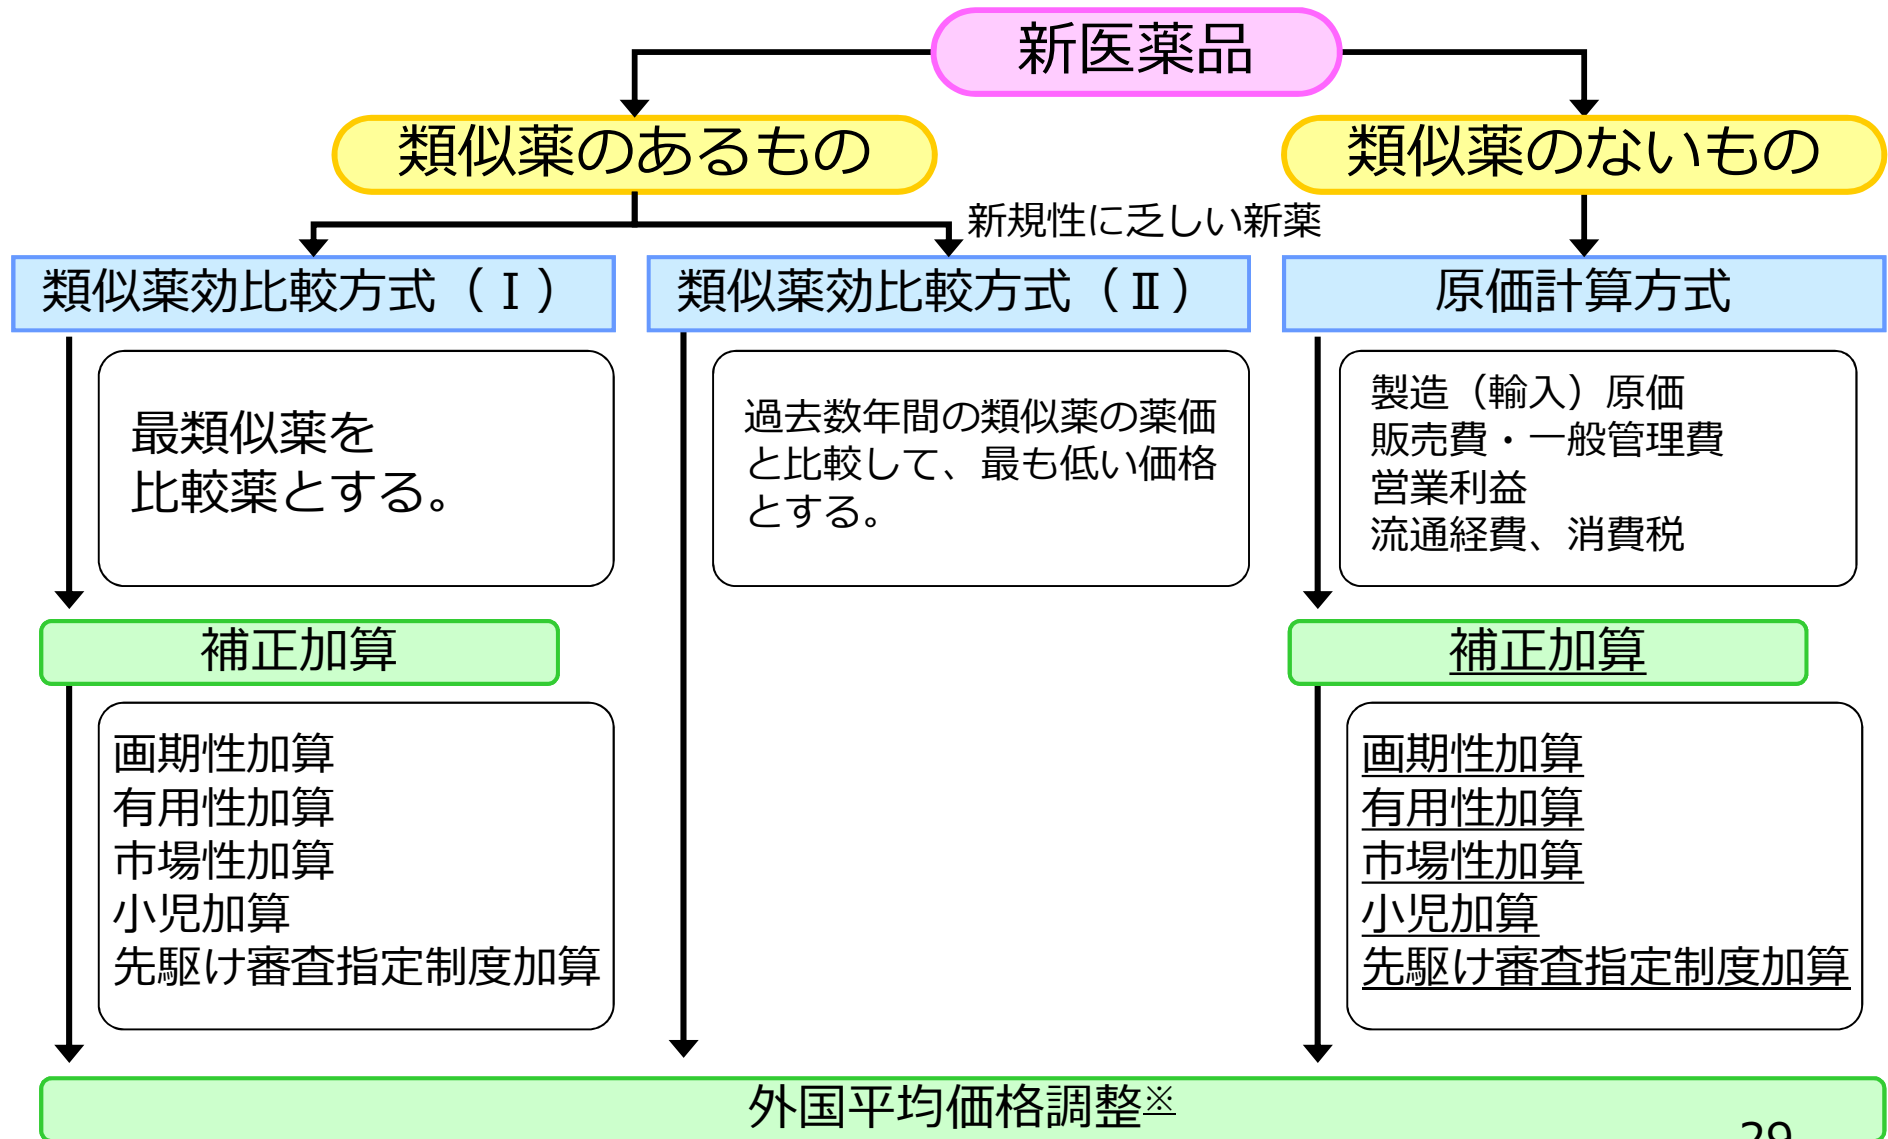 新医薬品
類似薬のあるもの
類似薬のないもの
新規性に乏しい新薬
類似薬効比較方式（Ⅰ）
類似薬効比較方式（Ⅱ）
原価計算方式
最類似薬を
比較薬とする。
過去数年間の類似薬の薬価
と比較して、最も低い価格
とする。
製造（輸入）原価
販売費・一般管理費
営業利益
流通経費、消費税
補正加算
補正加算
画期性加算
有用性加算
市場性加算
小児加算
先駆け審査指定制度加算
画期性加算
有用性加算
市場性加算
小児加算
先駆け審査指定制度加算
外国平均価格調整※
29